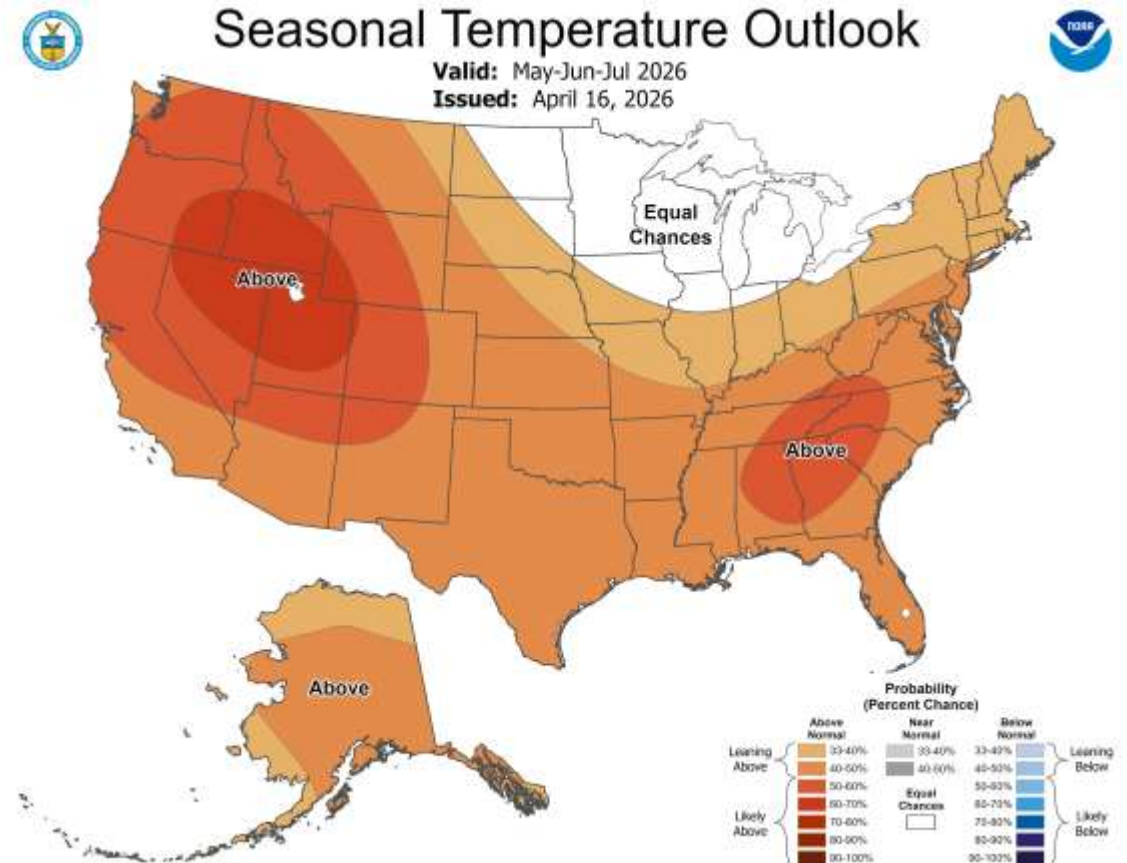 Seasonal Temperature Outlook
noaa
Valid: May-Jun-Jul 2026
Issued: April 16, 2026
Equal
Chances
Above
Above
Above
Probability
(Percent Chance)
Above
Normal
Near
Normal
Below
Normal
Leaning
Above
33-40%
40-50%
Likely
Above
50-60%
60-70%
70-80%
80-90%
90-100%
33-40%
40-50%
Equal
Chances
33-40%
40-50%
Leaning
Below
50-60%
60-70%
70-80%
80-90%
90-100%
Likely
Below